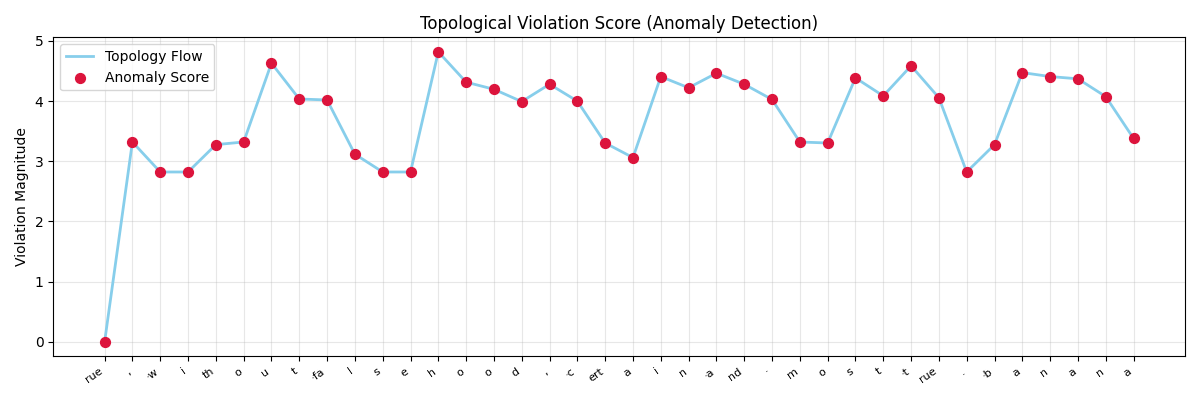 Topological Violation Score (Anomaly Detection)
Topology Flow
Anomaly Score
Violation Magnitude
5
4
3
2
1
0
rue , ·w i th o u t ·fa l s e h o o d , ·c ert a i n ·a nd · m o s t ·t rue . ·b a n a n a